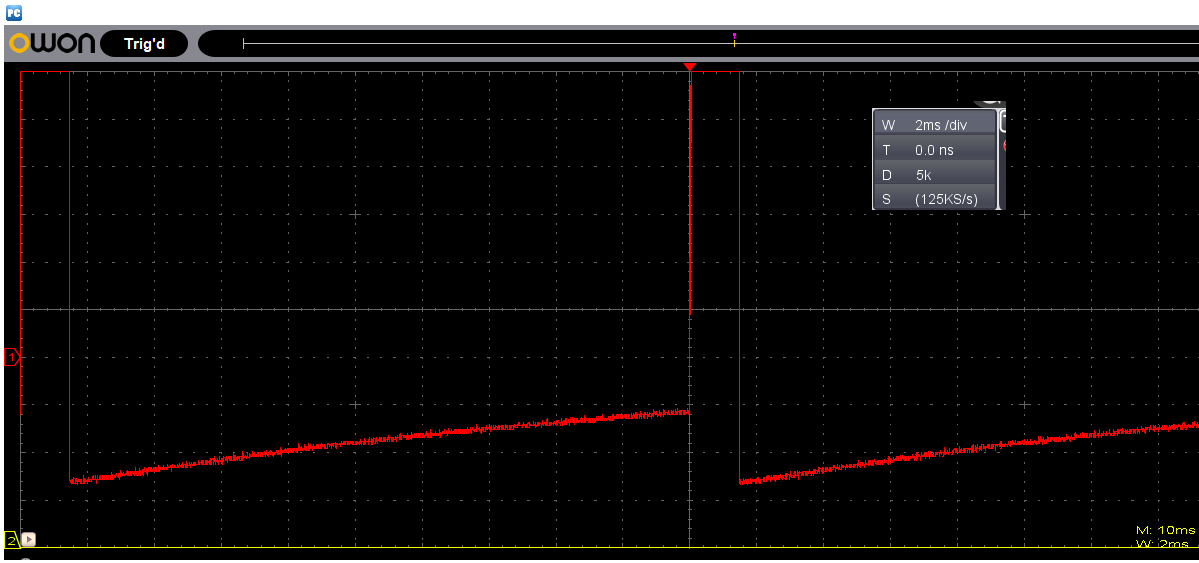 PC
OWON Trig'd
W 2ms /div
T 0.0 ns
D 5k
S (125KS/s)
1
2
M: 10ms
W: 2ms